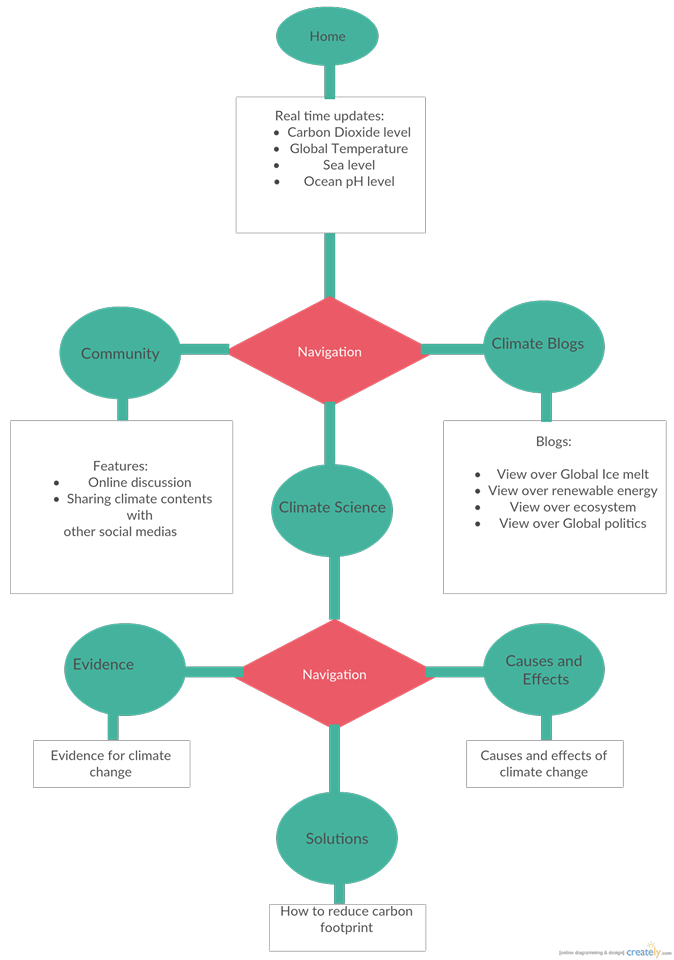 Home
Real time updates:
• Carbon Dioxide level
• Global Temperature
• Sea level
• Ocean pH level
Navigation
Community
Climate Blogs
Features:
• Online discussion
• Sharing climate contents
with
other social medias
Blogs:
• View over Global Ice melt
• View over renewable energy
• View over ecosystem
• View over Global politics
Climate Science
Navigation
Evidence
Causes and
Effects
Evidence for climate
change
Causes and effects of
climate change
Solutions
How to reduce carbon
footprint
[online diagramming & design] creately.com